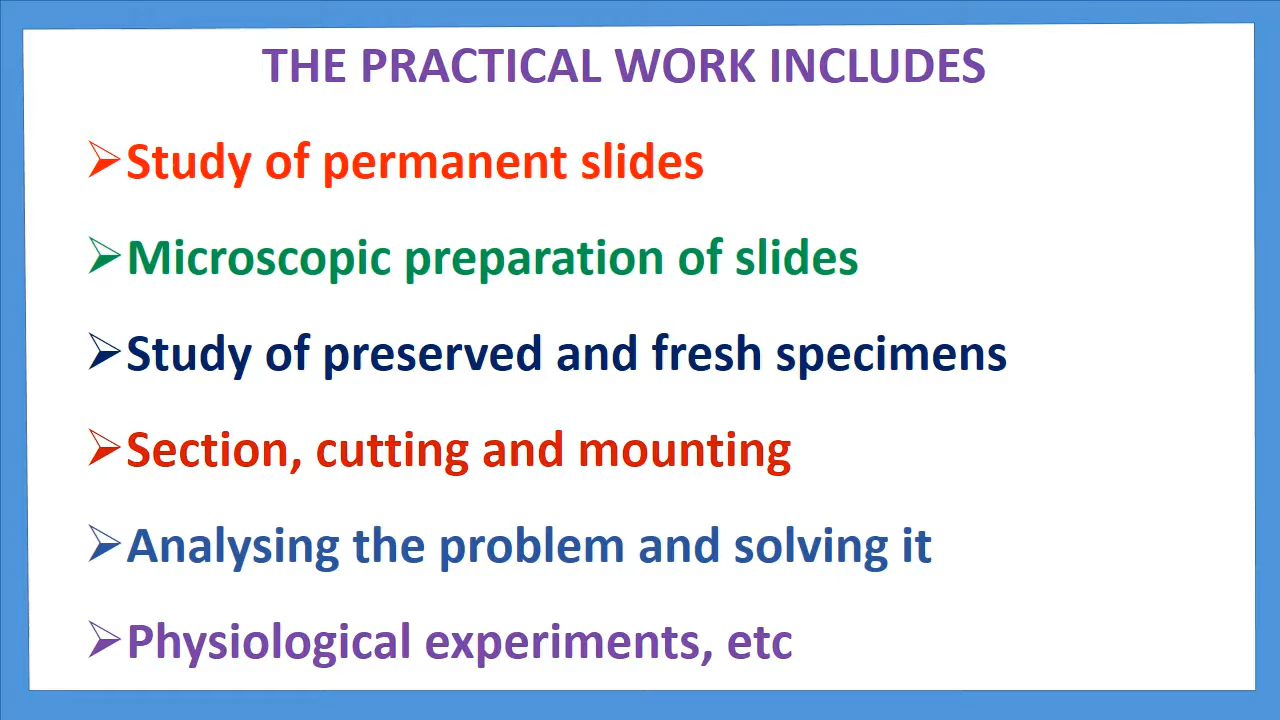 THE PRACTICAL WORK INCLUDES
➢Study of permanent slides
➢Microscopic preparation of slides
➢Study of preserved and fresh specimens
➢Section, cutting and mounting
➢Analysing the problem and solving it
➢Physiological experiments, etc